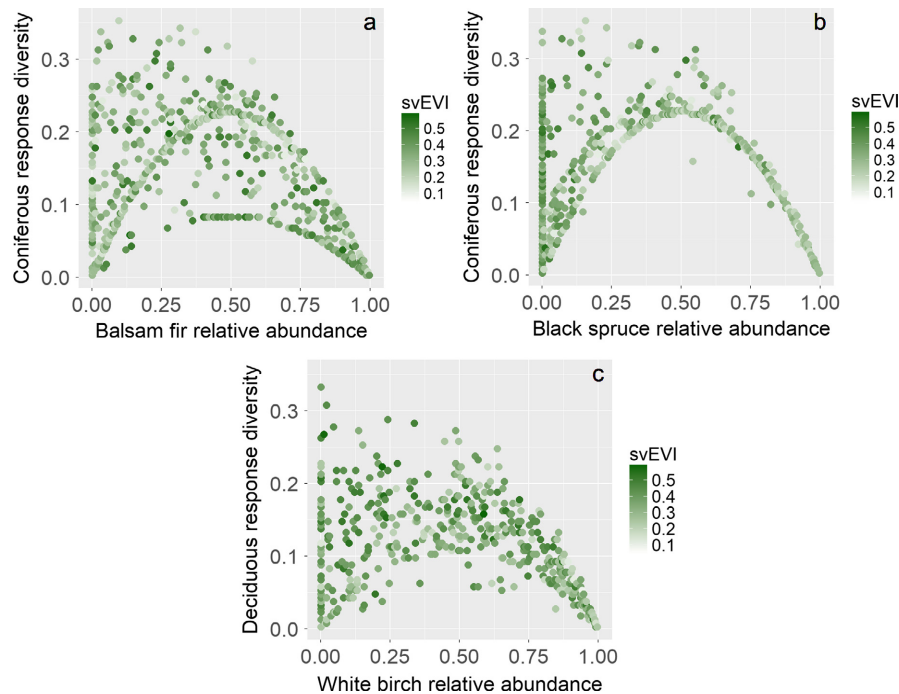 a
Coniferous response diversity
0.3
0.2
0.1
0.0
0.00 0.25 0.50 0.75 1.00
Balsam fir relative abundance
svEVI
0.5
0.4
0.3
0.2
0.1
b
Coniferous response diversity
0.3
0.2
0.1
0.0
0.00 0.25 0.50 0.75 1.00
Black spruce relative abundance
svEVI
0.5
0.4
0.3
0.2
0.1
c
Deciduous response diversity
0.3
0.2
0.1
0.0
0.00 0.25 0.50 0.75 1.00
White birch relative abundance
svEVI
0.5
0.4
0.3
0.2
0.1